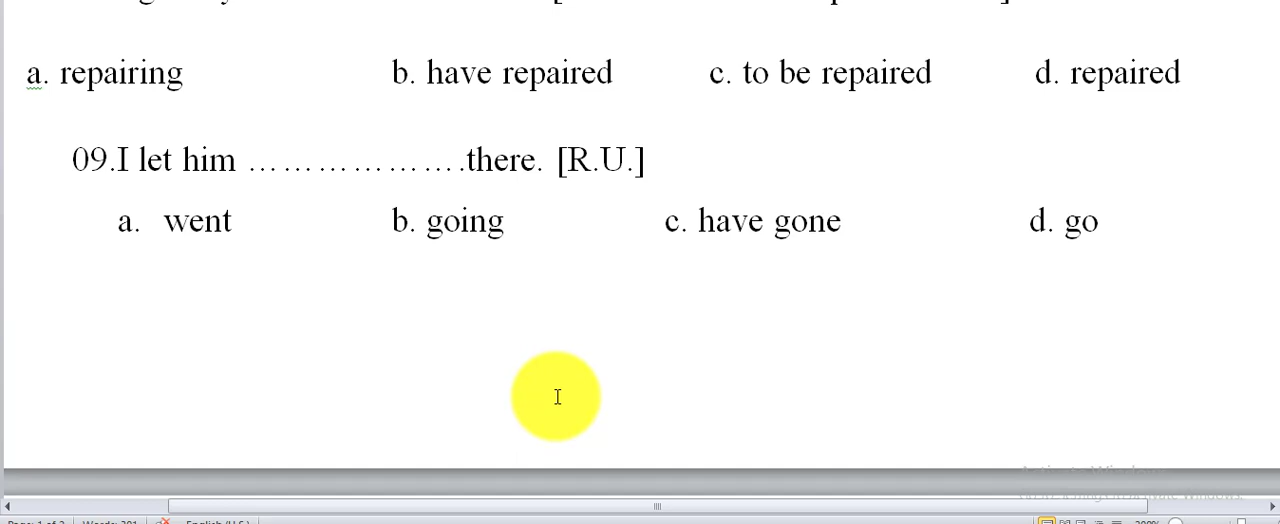 a. repairing b. have repaired c. to be repaired d. repaired
09.I let him ………………..there. [R.U.]
a. went b. going c. have gone d. go